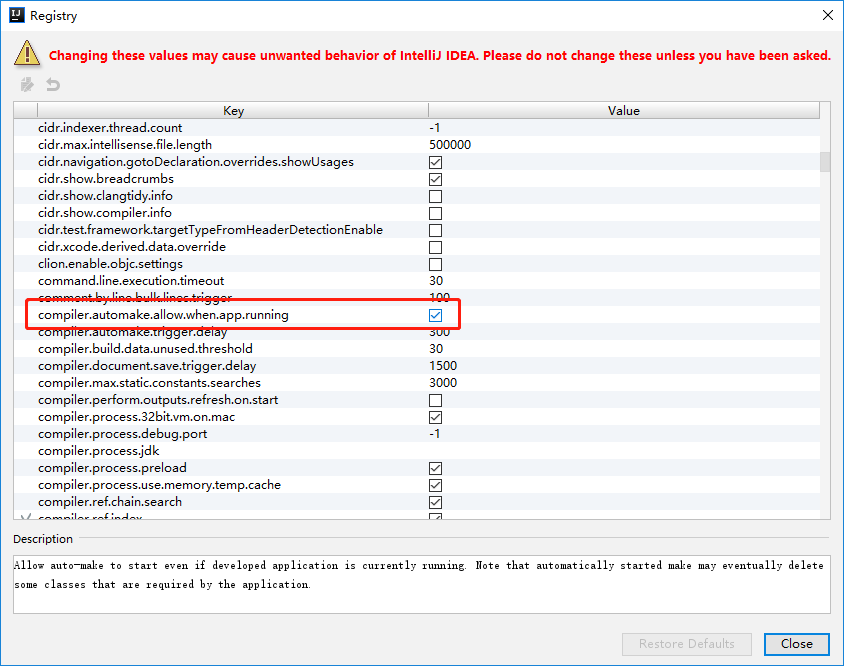 Registry
Changing these values may cause unwanted behavior of IntelliJ IDEA. Please do not change these unless you have been asked.
Key Value
cidr.indexer.thread.count -1
cidr.max.intellisense.file.length 500000
cidr.navigation.gotoDeclaration.overrides.showUsages
cidr.show.breadcrumbs
cidr.show.clangtidy.info
cidr.show.compiler.info
cidr.test.framework.targetTypeFromHeaderDetectionEnable
cidr.xcode.derived.data.override
clion.enable.objc.settings
command.line.execution.timeout 30
comment.by.line.bulk.lines.trigger 100
compiler.automake.allow.when.app.running
compiler.automake.trigger.delay 300
compiler.build.data.unused.threshold 30
compiler.document.save.trigger.delay 1500
compiler.max.static.constants.searches 3000
compiler.perform.outputs.refresh.on.start
compiler.process.32bit.vm.on.mac
compiler.process.debug.port -1
compiler.process.jdk
compiler.process.preload
compiler.process.use.memory.temp.cache
compiler.ref.chain.search
compiler.ref.index
Description
Allow auto-make to start even if developed application is currently running. Note that automatically started make may eventually delete
some classes that are required by the application.
Restore Defaults Close